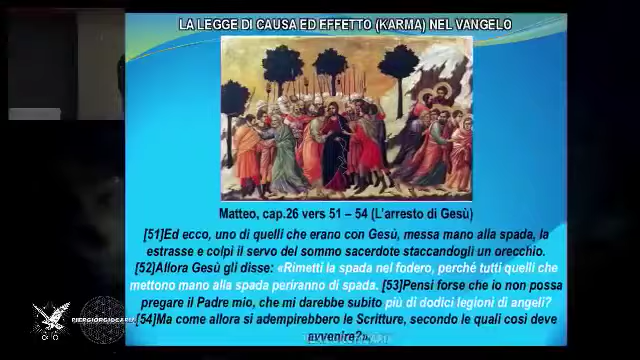 LA LEGGE DI CAUSA ED EFFETTO (KARMA) NEL VANGELO
Matteo, cap.26 vers 51 – 54 (L'arresto di Gesù)
[51]Ed ecco, uno di quelli che erano con Gesù, messa mano alla spada, la
estrasse e colpì il servo del sommo sacerdote staccandogli un orecchio.
[52]Allora Gesù gli disse: «Rimetti la spada nel fodero, perché tutti quelli che
mettono mano alla spada periranno di spada. [53]Pensi forse che io non possa
pregare il Padre mio, che mi darebbe subito più di dodici legioni di angeli?
[54]Ma come allora si adempirebbero le Scritture, secondo le quali così deve
avvenire?».
PIERGIORGIOCARIA